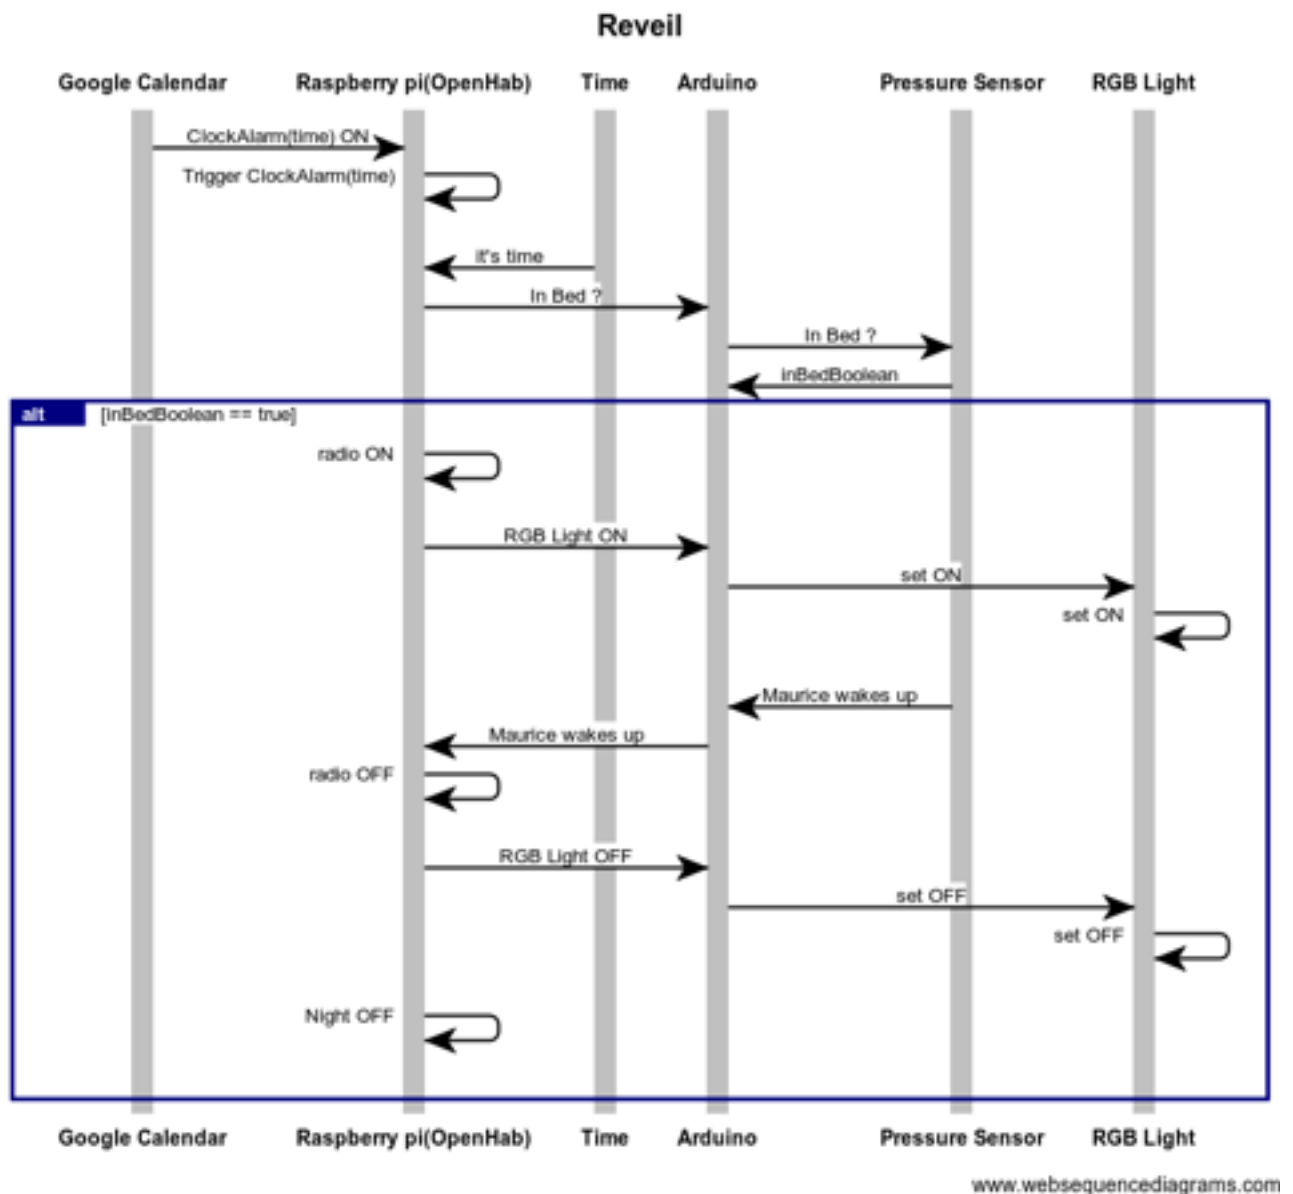 Reveil
Google Calendar Raspberry pi(OpenHab) Time Arduino Pressure Sensor RGB Light
ClockAlarm(time) ON
Trigger ClockAlarm(time)
it's time
In Bed ?
In Bed ?
inBedBoolean
alt [inBedBoolean == true]
radio ON
RGB Light ON
set ON
set ON
Maurice wakes up
Maurice wakes up
radio OFF
RGB Light OFF
set OFF
set OFF
Night OFF
Google Calendar Raspberry pi(OpenHab) Time Arduino Pressure Sensor RGB Light
www.websequencediagrams.com